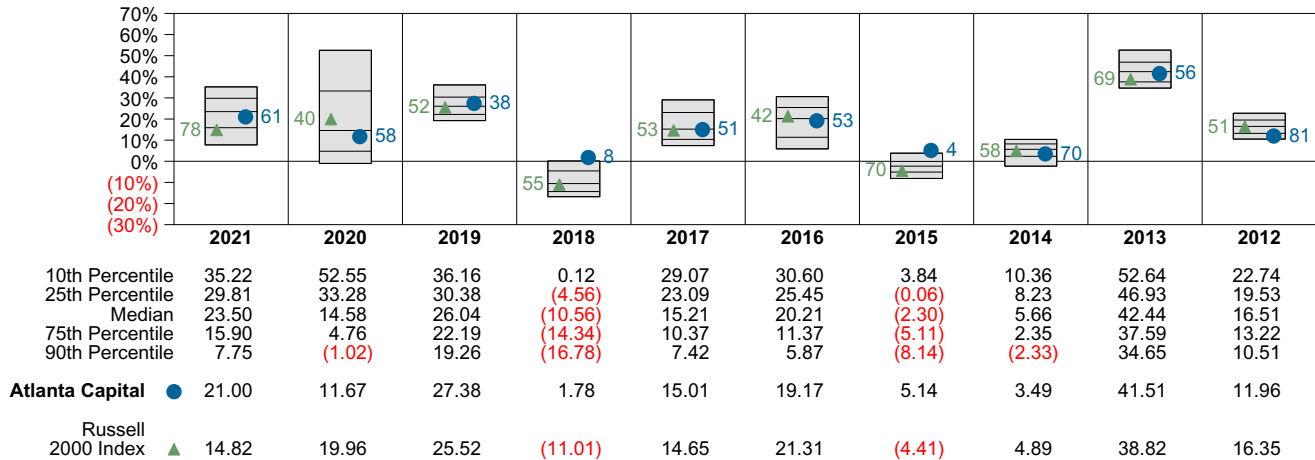 70%
60%
50%
40%
30%
20%
10%
0%
(10%)
(20%)
(30%)
78 61
40 58
52 38
55 8
53 51
42 53
70 4
58 70
69 56
51 81
2021 2020 2019 2018 2017 2016 2015 2014 2013 2012
10th Percentile 35.22 52.55 36.16 0.12 29.07 30.60 3.84 10.36 52.64 22.74
25th Percentile 29.81 33.28 30.38 (4.56) 23.09 25.45 (0.06) 8.23 46.93 19.53
Median 23.50 14.58 26.04 (10.56) 15.21 20.21 (2.30) 5.66 42.44 16.51
75th Percentile 15.90 4.76 22.19 (14.34) 10.37 11.37 (5.11) 2.35 37.59 13.22
90th Percentile 7.75 (1.02) 19.26 (16.78) 7.42 5.87 (8.14) (2.33) 34.65 10.51
Atlanta Capital 21.00 11.67 27.38 1.78 15.01 19.17 5.14 3.49 41.51 11.96
Russell
2000 Index 14.82 19.96 25.52 (11.01) 14.65 21.31 (4.41) 4.89 38.82 16.35